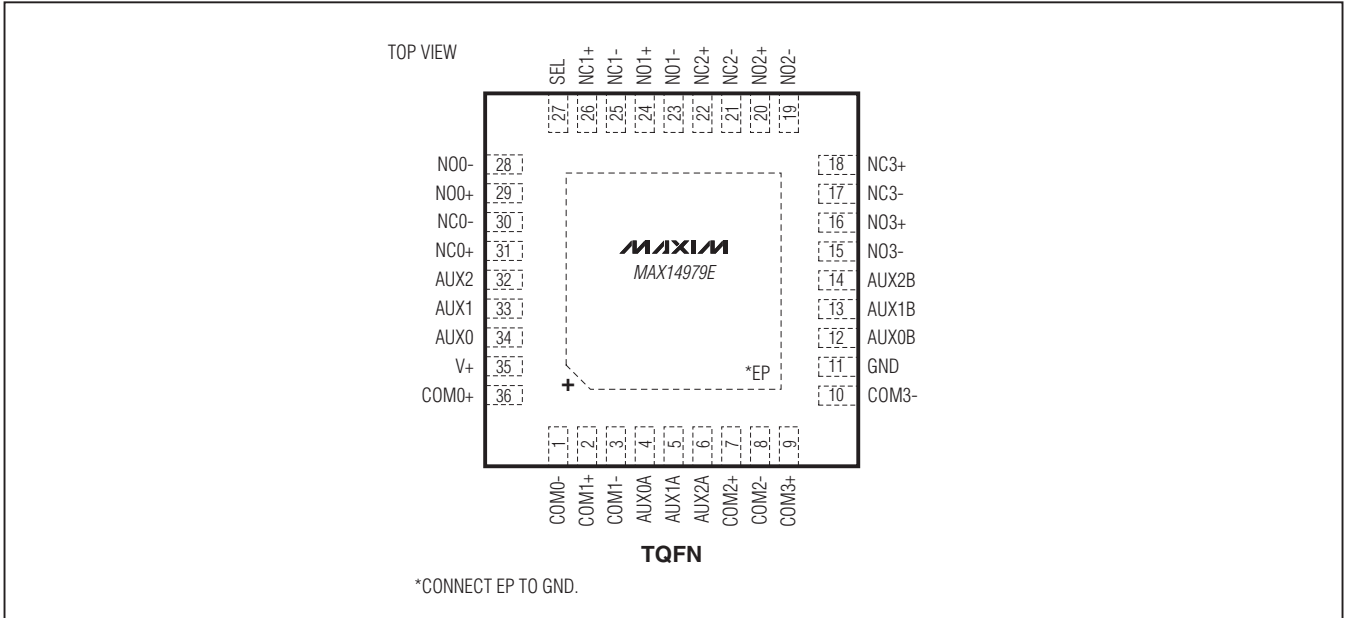 TOP VIEW
SEL
NC1+
NC1-
NO1+
NO1-
NC2+
NC2-
NO2+
NO2-
27
26
25
24
23
22
21
20
19
NO0- 28
NO0+ 29
NC0- 30
NC0+ 31
AUX2 32
AUX1 33
AUX0 34
V+ 35
COM0+ 36
MAXIM
MAX14979E
*EP
+
18 NC3+
17 NC3-
16 NO3+
15 NO3-
14 AUX2B
13 AUX1B
12 AUX0B
11 GND
10 COM3-
1
2
3
4
5
6
7
8
9
COM0-
COM1+
COM1-
AUX0A
AUX1A
AUX2A
COM2+
COM2-
COM3+
TQFN
*CONNECT EP TO GND.